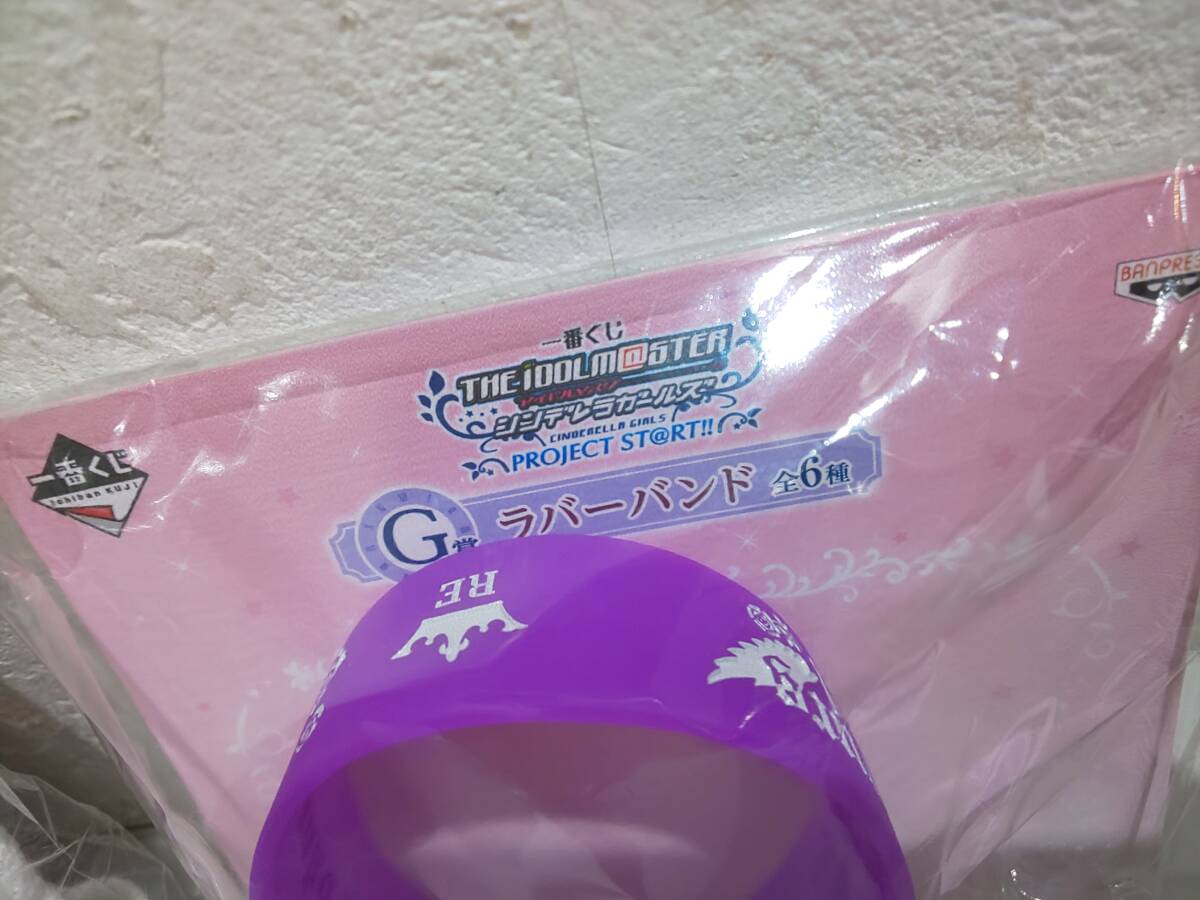 一番くじ
THE iDOLM@STER
アイドルマスター
シンデレラガールズ
CINDERELLA GIRLS
PROJECT ST@RT!!
G賞 ラバーバンド 全6種
一番くじ
Ichiban KUJI
BANPRES
RE